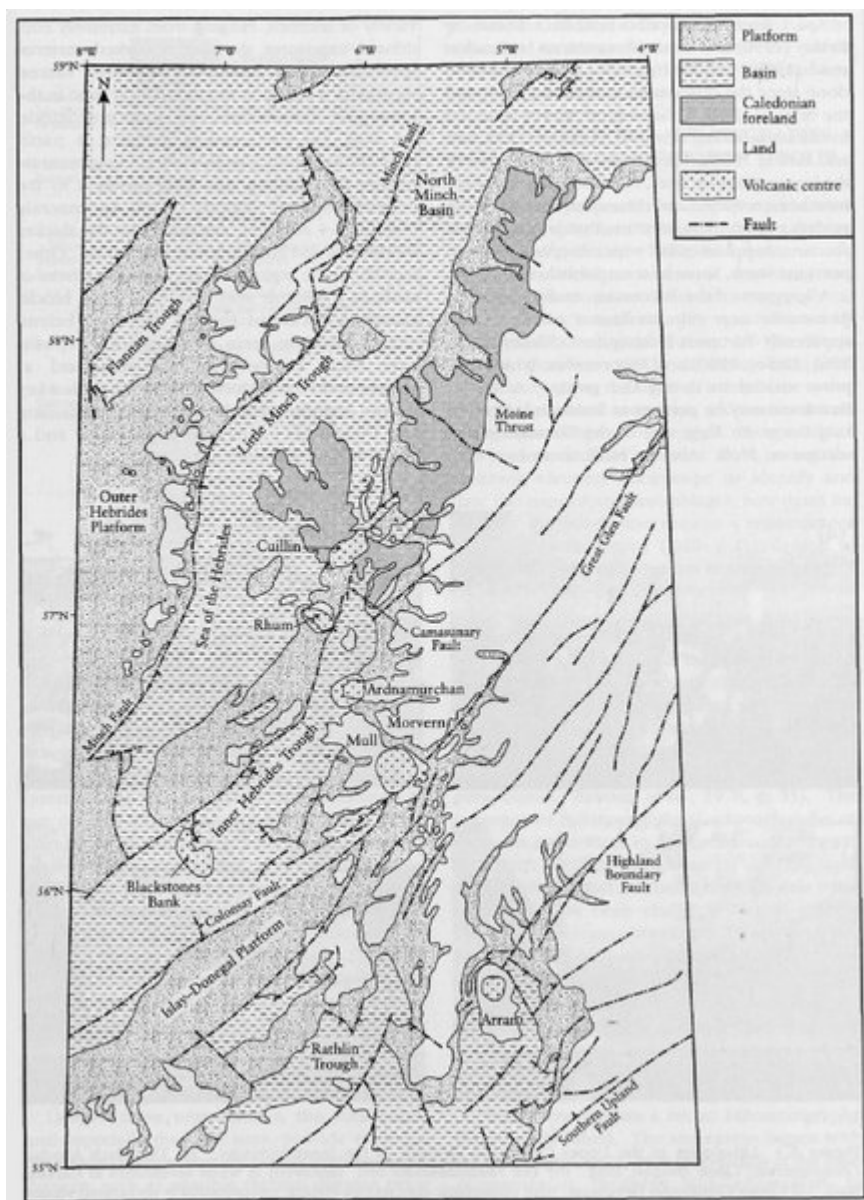 8°W
7°W
6°W
5°W
4°W
59°N
N
Platform
Basin
Caledonian
foreland
Land
Volcanic centre
Fault
Minch Fault
North
Minch
Basin
Flannan Trough
58°N
Little Minch Trough
Moine
Thrust
Outer
Hebrides
Platform
Sea of the Hebrides
Cuillin
Great Glen Fault
57°N
Rhum
Camasunary
Fault
Ardnamurchan
Morvern
Minch Fault
Mull
Inner Hebrides Trough
Highland
Boundary
Fault
Blackstones
Bank
56°N
Colonsay Fault
Islay–Donegal Platform
Arran
Rathlin
Trough
Southern Upland
Fault
55°N